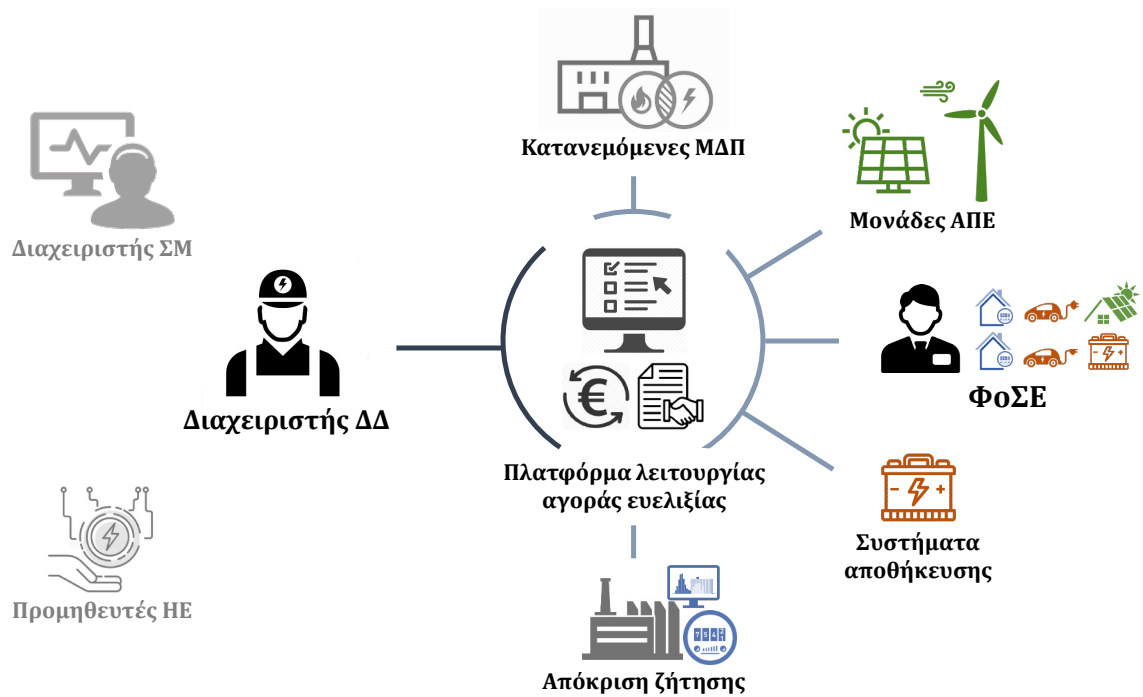 Κατανεμόμενες ΜΔΠ
Μονάδες ΑΠΕ
Διαχειριστής ΣΜ
Διαχειριστής ΔΔ
ΦοΣΕ
Πλατφόρμα λειτουργίας
αγοράς ευελιξίας
Συστήματα
αποθήκευσης
Προμηθευτές ΗΕ
Απόκριση ζήτησης